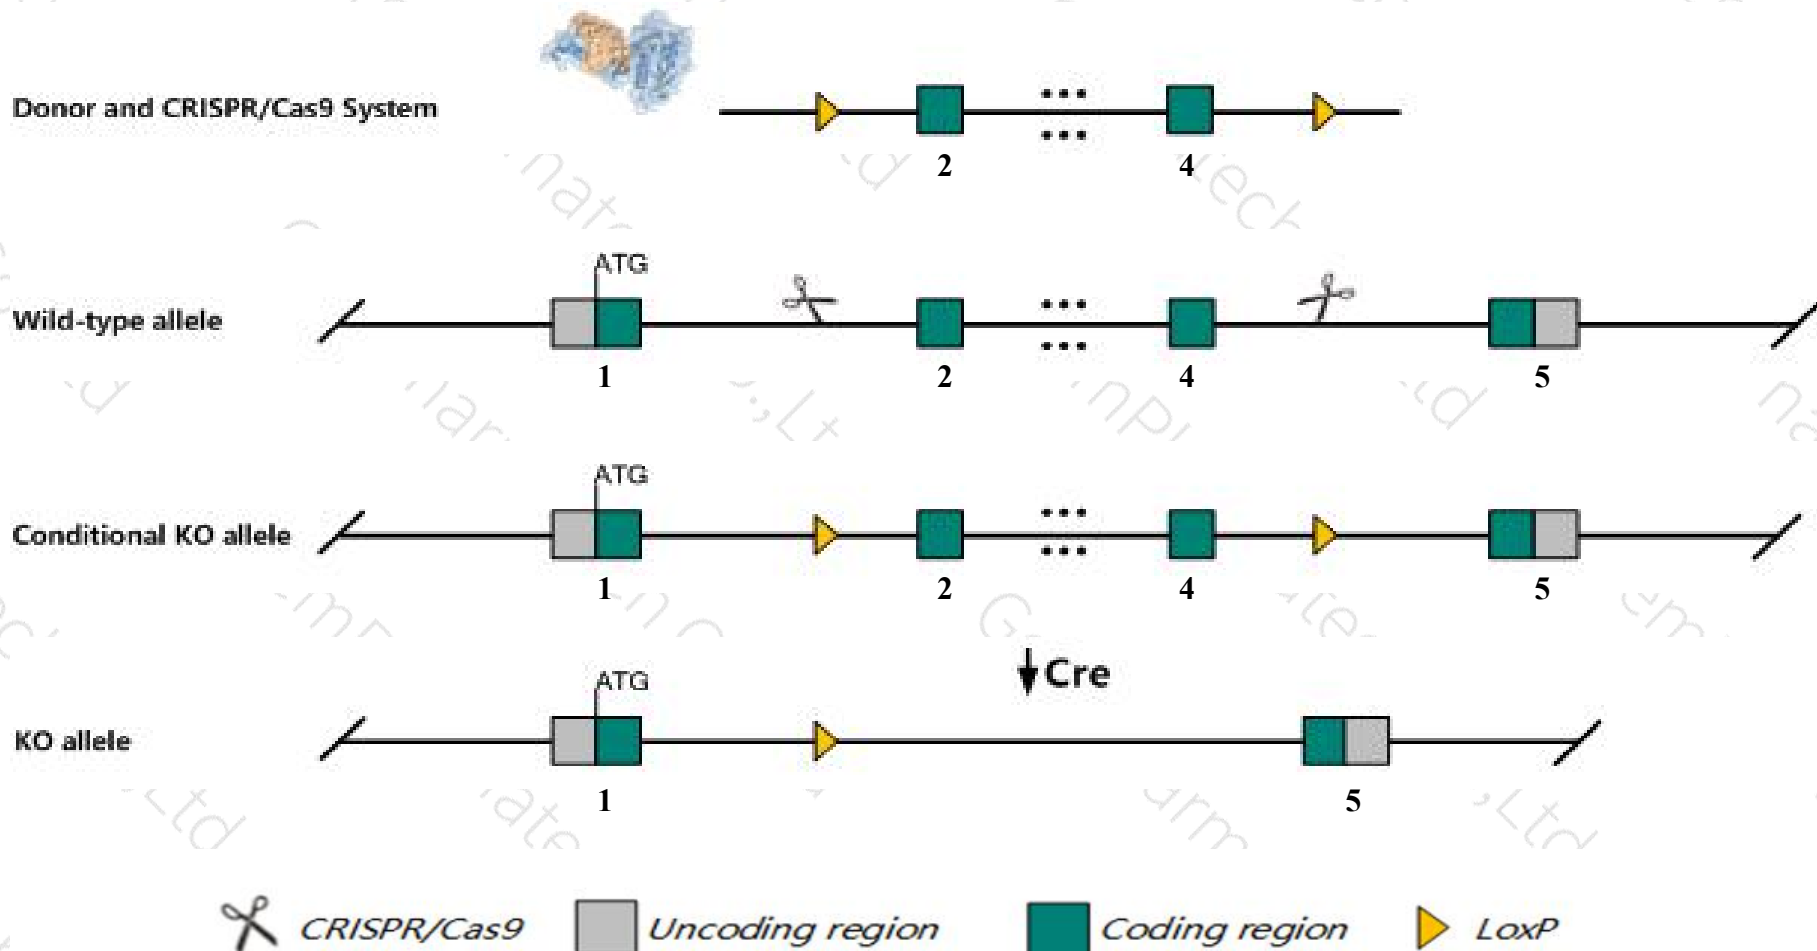 Donor and CRISPR/Cas9 System
2 4
ATG
Wild-type allele
1 2 4 5
ATG
Conditional KO allele
1 2 4 5
Cre
ATG
KO allele
1 5
CRISPR/Cas9 Uncoding region Coding region LoxP